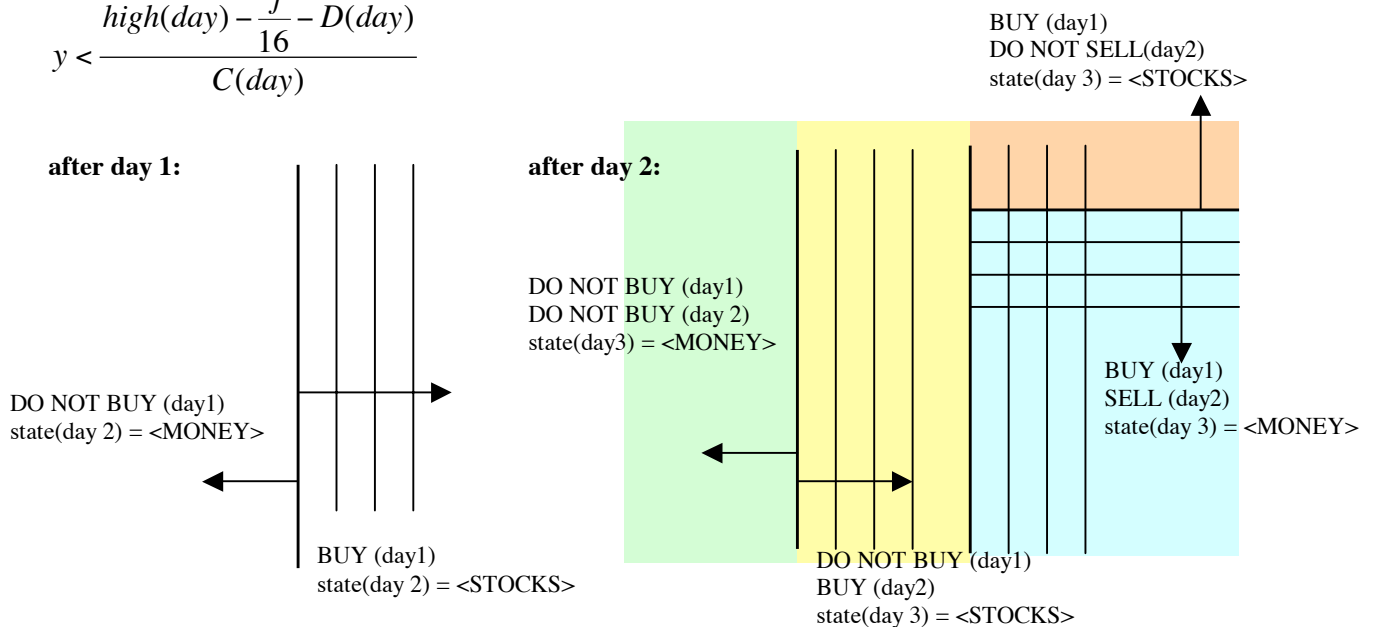 y < (high(day) − j/16 − D(day)) / C(day)
BUY (day1)
DO NOT SELL(day2)
state(day 3) = <STOCKS>
after day 1:
after day 2:
DO NOT BUY (day1)
state(day 2) = <MONEY>
BUY (day1)
state(day 2) = <STOCKS>
DO NOT BUY (day1)
DO NOT BUY (day 2)
state(day3) = <MONEY>
BUY (day1)
SELL (day2)
state(day 3) = <MONEY>
DO NOT BUY (day1)
BUY (day2)
state(day 3) = <STOCKS>